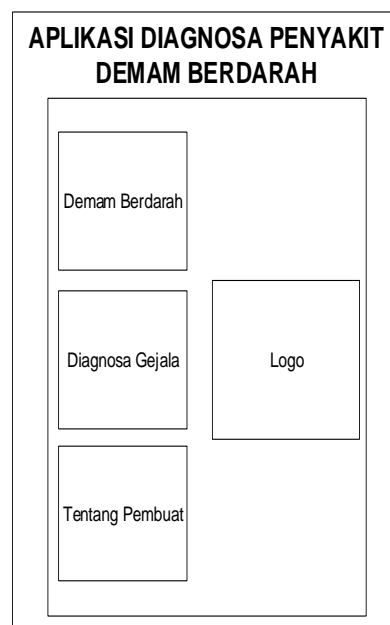 APLIKASI DIAGNOSA PENYAKIT
DEMAM BERDARAH
Demam Berdarah
Diagnosa Gejala
Logo
Tentang Pembuat